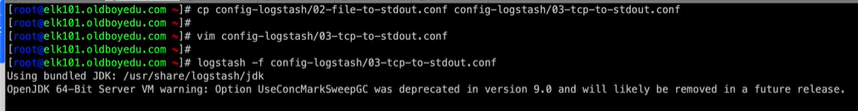 [root@elk101.oldboyedu.com ~]# cp config-logstash/02-file-to-stdout.conf config-logstash/03-tcp-to-stdout.conf
[root@elk101.oldboyedu.com ~]#
[root@elk101.oldboyedu.com ~]# vim config-logstash/03-tcp-to-stdout.conf
[root@elk101.oldboyedu.com ~]#
[root@elk101.oldboyedu.com ~]# logstash -f config-logstash/03-tcp-to-stdout.conf
Using bundled JDK: /usr/share/logstash/jdk
OpenJDK 64-Bit Server VM warning: Option UseConcMarkSweepGC was deprecated in version 9.0 and will likely be removed in a future release.